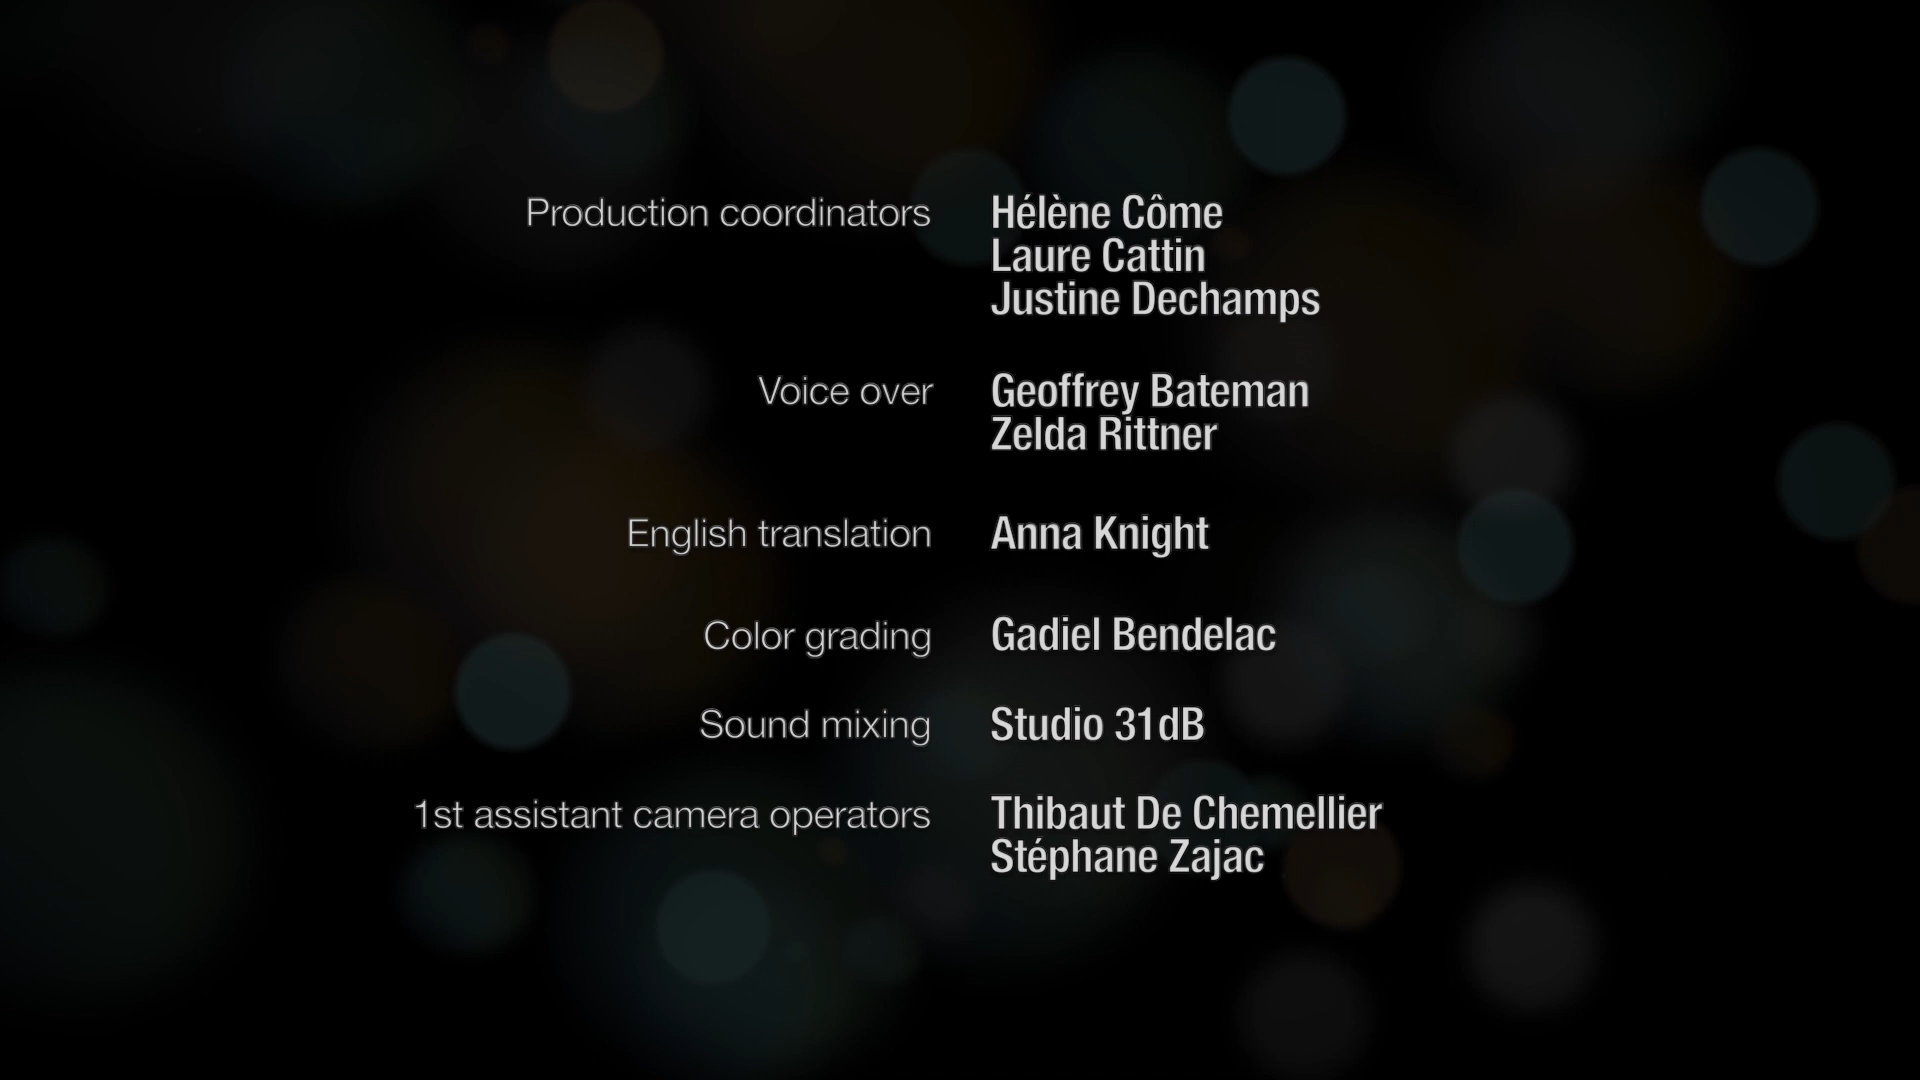 Production coordinators Hélène Côme
Laure Cattin
Justine Dechamps
Voice over Geoffrey Bateman
Zelda Rittner
English translation Anna Knight
Color grading Gadiel Bendelac
Sound mixing Studio 31dB
1st assistant camera operators Thibaut De Chemellier
Stéphane Zajac